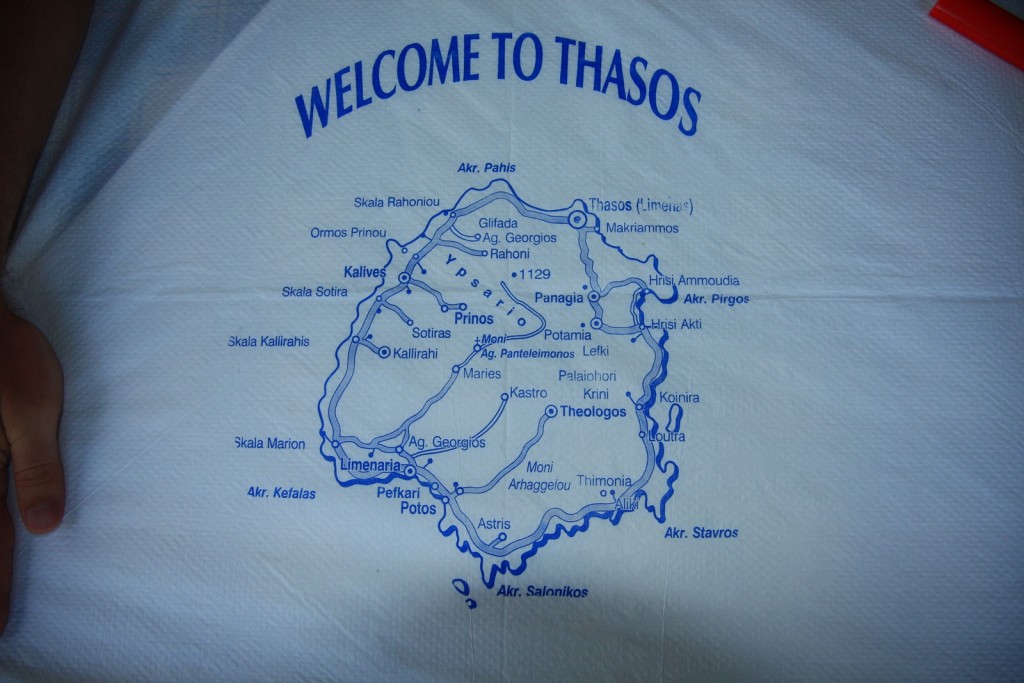 WELCOME TO THASOS
Akr. Pahis
Skala Rahoniou
Thasos (Limenas)
Glifada
Makriammos
Ormos Prinou
Ag. Georgios
Rahoni
Kalives
Ypsario
1129
Hrisi Ammoudia
Skala Sotira
Panagia
Akr. Pirgos
Prinos
Hrisi Akti
Sotiras
Potamia
Skala Kallirahis
Moni
Kallirahi
Ag. Panteleimonos
Lefki
Maries
Palaiohori
Kastro
Krini
Koinira
Theologos
Skala Marion
Ag. Georgios
Loutra
Limenaria
Moni
Arhaggelou
Thimonia
Akr. Kefalas
Pefkari
Potos
Aliki
Astris
Akr. Stavros
Akr. Salonikos